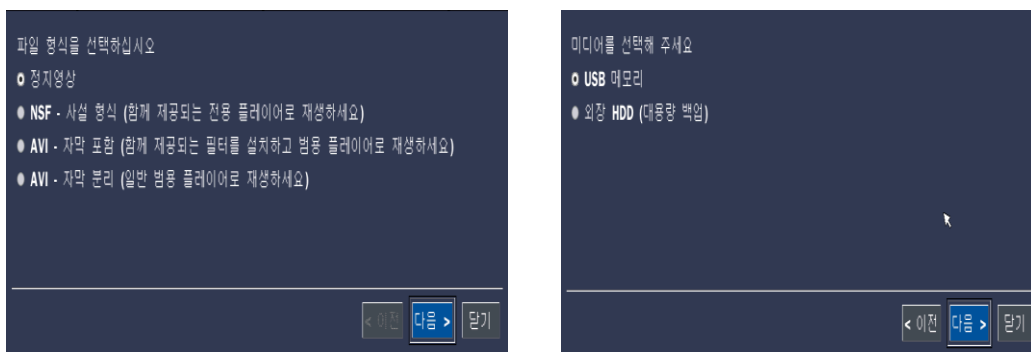 파일 형식을 선택하십시오
정지영상
NSF - 사설 형식 (함께 제공되는 전용 플레이어로 재생하세요)
AVI - 자막 포함 (함께 제공되는 필터를 설치하고 범용 플레이어로 재생하세요)
AVI - 자막 분리 (일반 범용 플레이어로 재생하세요)
< 이전 다음 > 닫기
미디어를 선택해 주세요
USB 메모리
외장 HDD (대용량 백업)
< 이전 다음 > 닫기